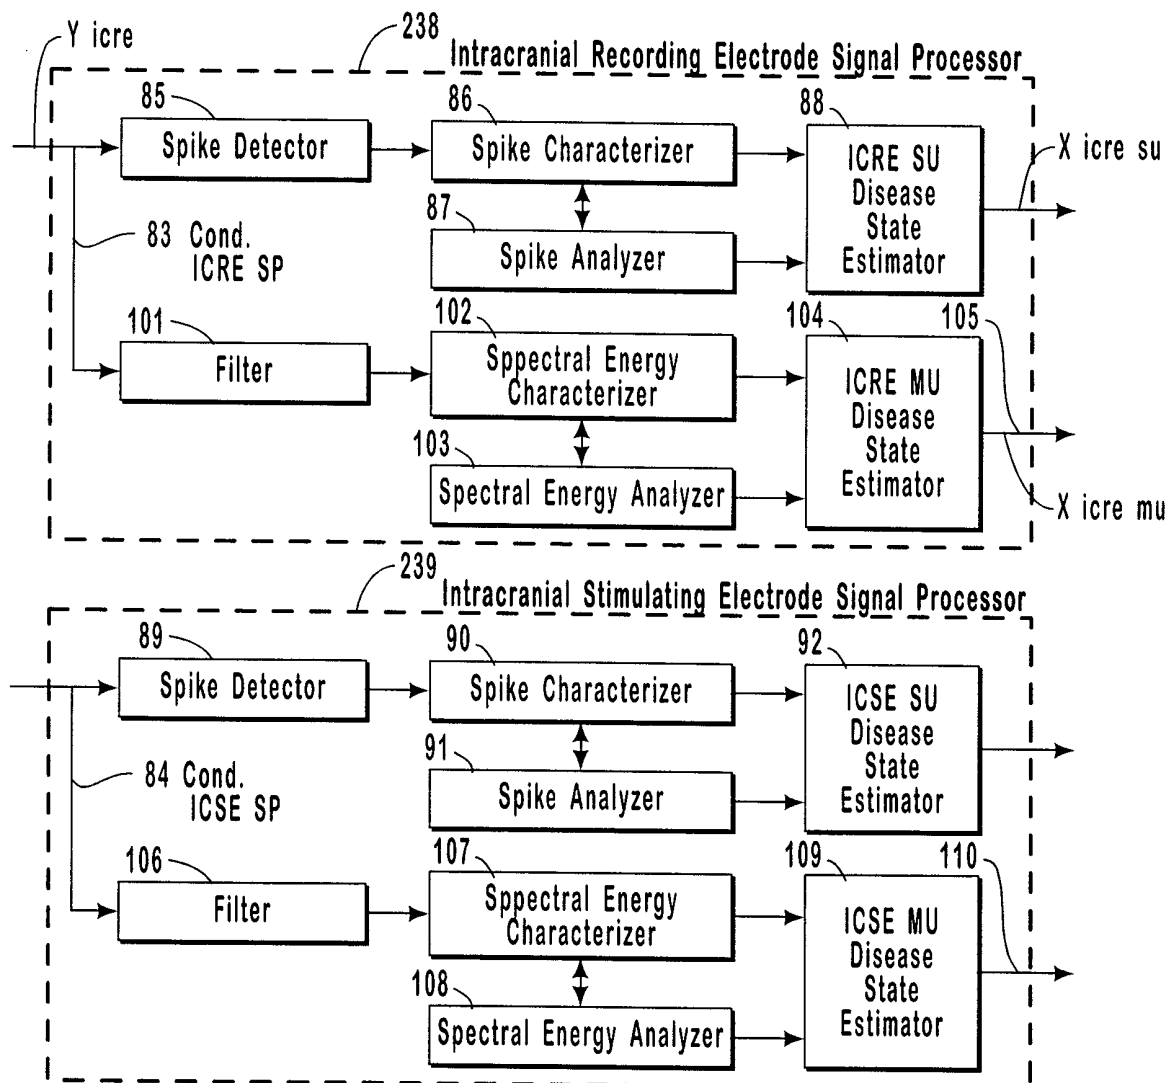 Y icre
238
Intracranial Recording Electrode Signal Processor
85
Spike Detector
86
Spike Characterizer
88
ICRE SU
Disease
State
Estimator
X icre su
87
Spike Analyzer
83 Cond.
ICRE SP
101
Filter
102
Sppectral Energy
Characterizer
104
105
ICRE MU
Disease
State
Estimator
103
Spectral Energy Analyzer
X icre mu
239
Intracranial Stimulating Electrode Signal Processor
89
Spike Detector
90
Spike Characterizer
92
ICSE SU
Disease
State
Estimator
91
Spike Analyzer
84 Cond.
ICSE SP
106
Filter
107
Sppectral Energy
Characterizer
109
110
ICSE MU
Disease
State
Estimator
108
Spectral Energy Analyzer